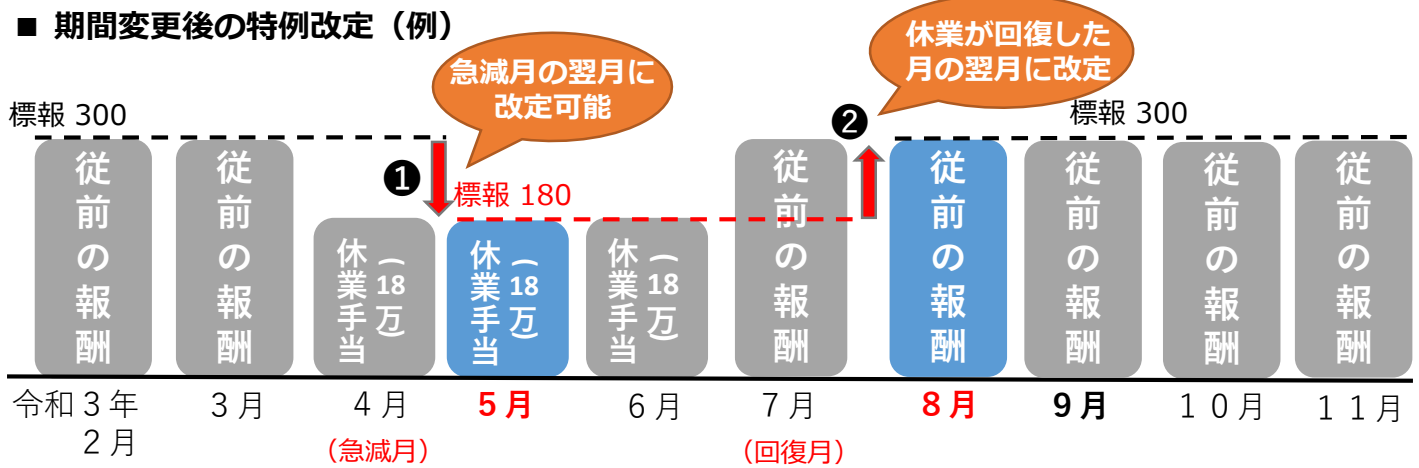 ■ 期間変更後の特例改定（例）
急減月の翌月に
改定可能
休業が回復した
月の翌月に改定
標報 300
❶
標報 180
❷
標報 300
従前の報酬
従前の報酬
休業手当
（18万）
休業手当
（18万）
休業手当
（18万）
従前の報酬
従前の報酬
従前の報酬
従前の報酬
従前の報酬
令和３年
２月
３月
４月
（急減月）
５月
６月
７月
（回復月）
８月
９月
１０月
１１月